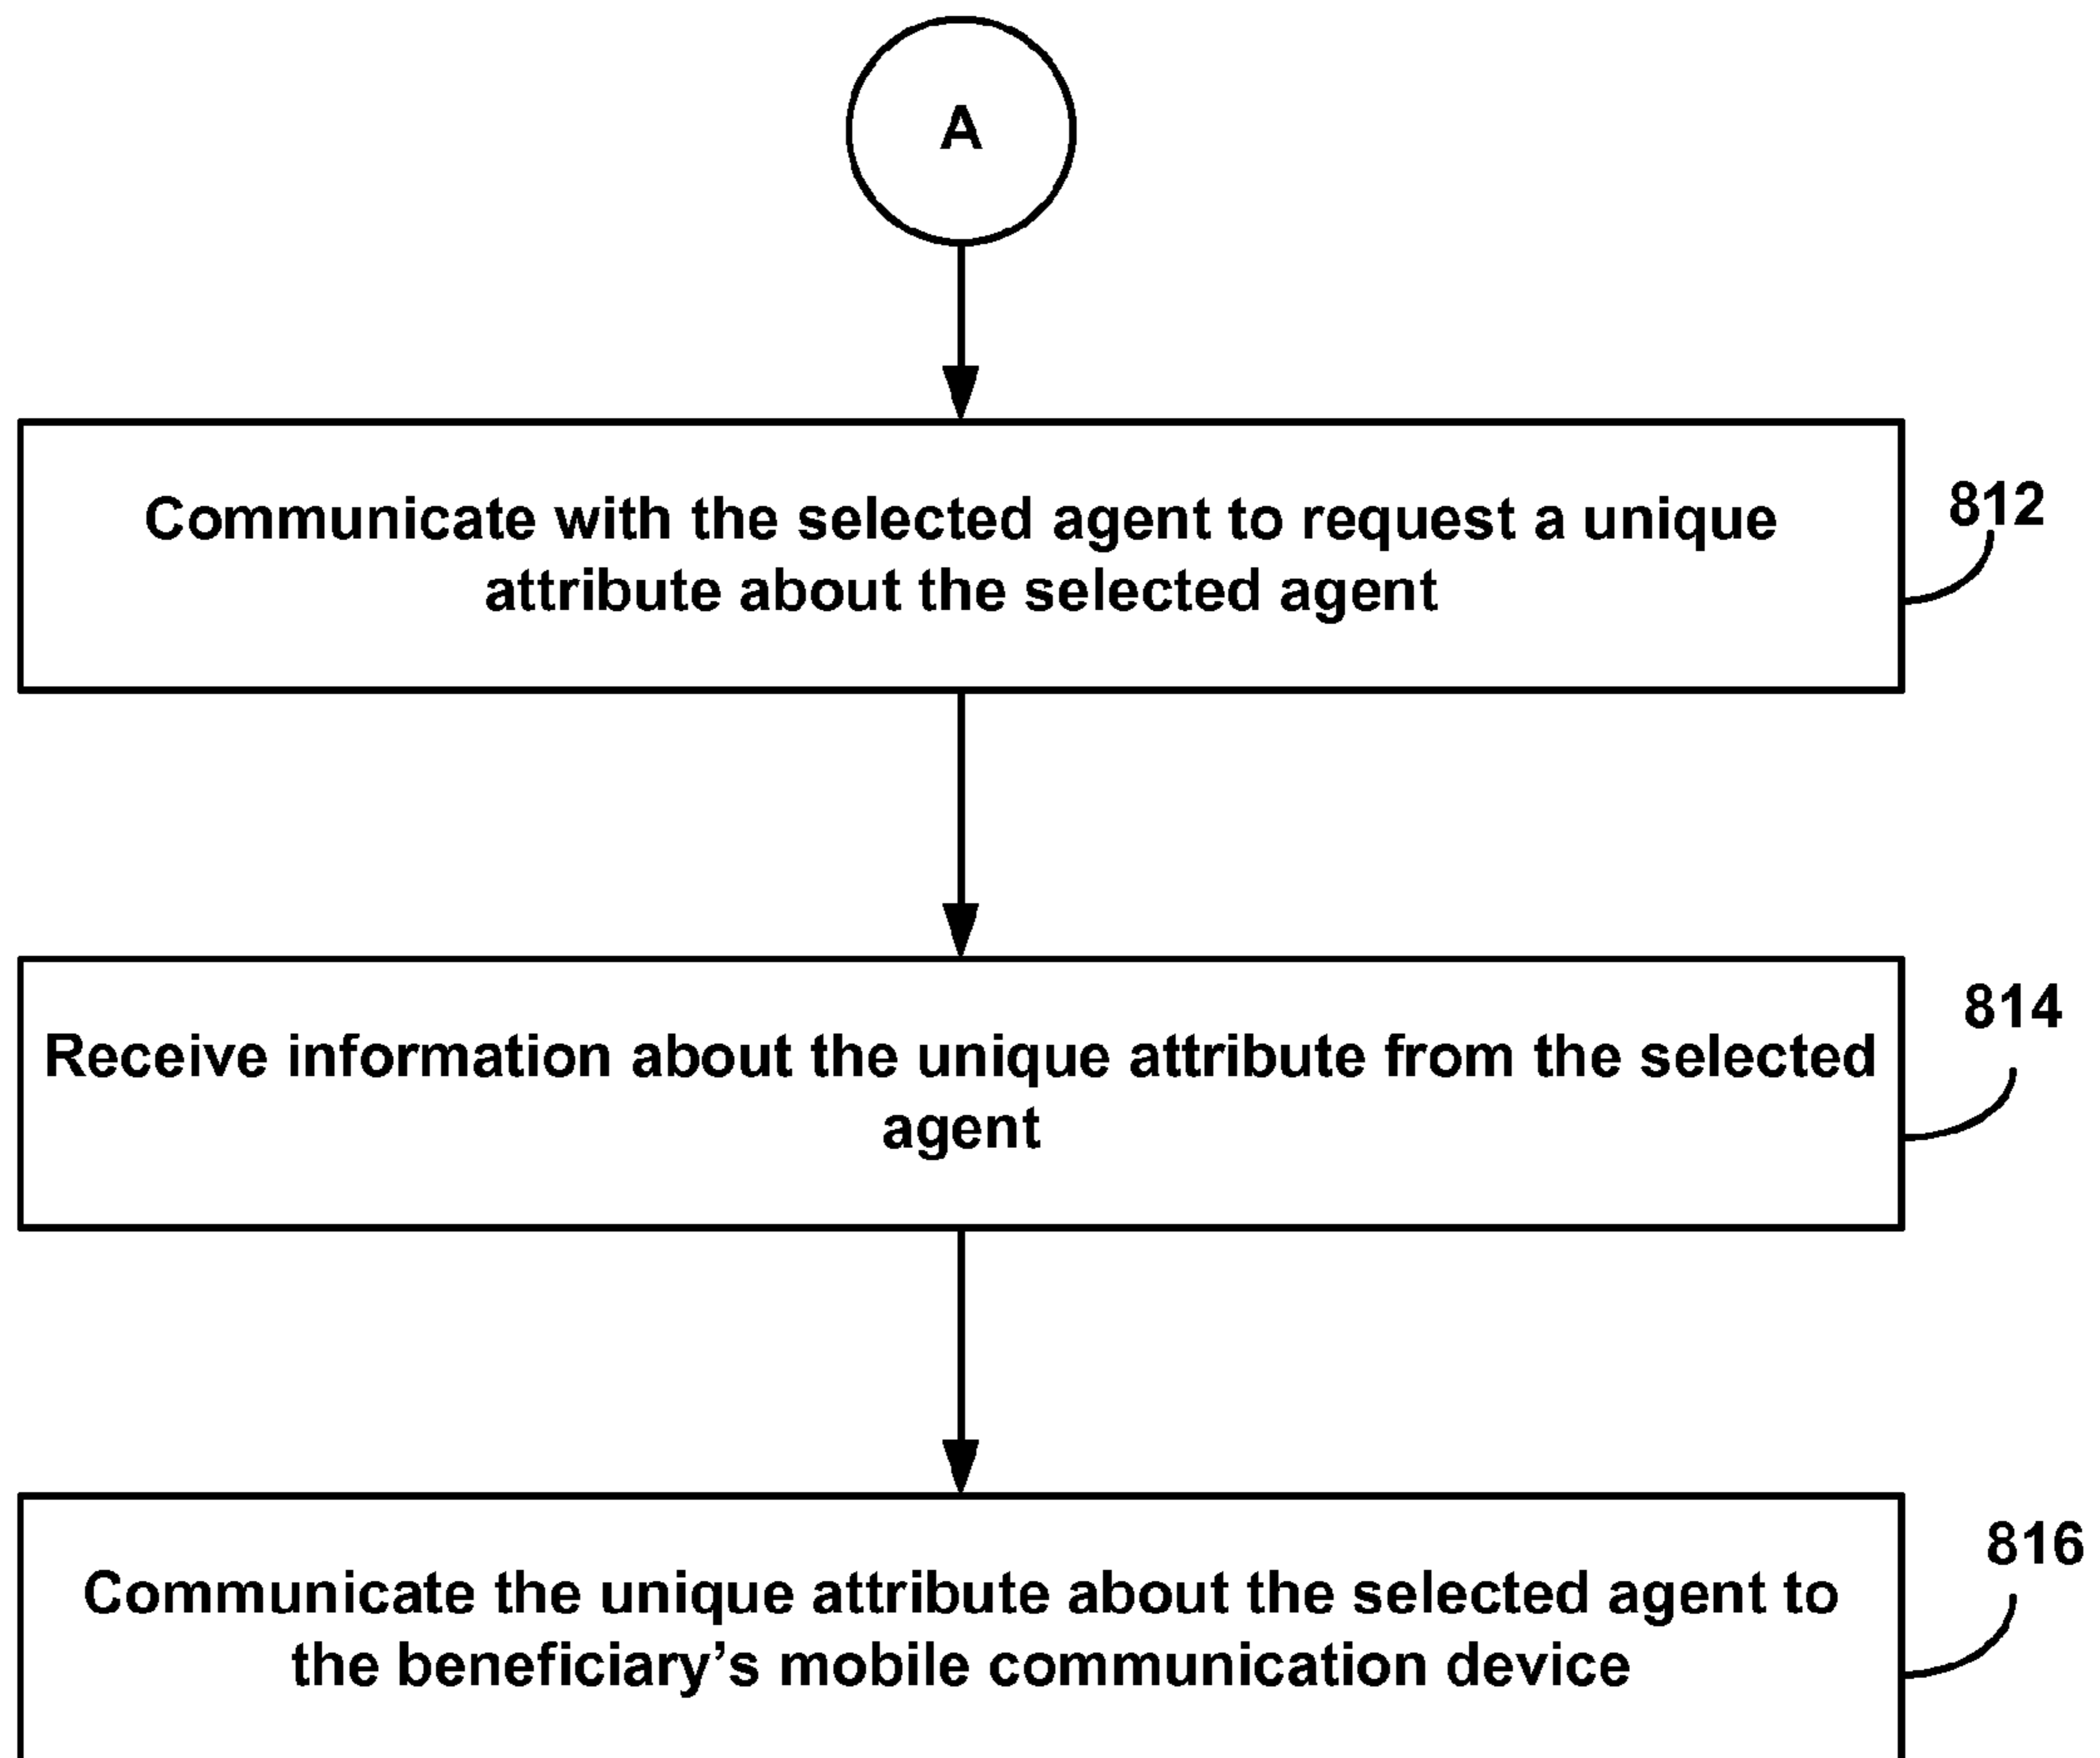 A
Communicate with the selected agent to request a unique
attribute about the selected agent
812
Receive information about the unique attribute from the selected
agent
814
Communicate the unique attribute about the selected agent to
the beneficiary’s mobile communication device
816